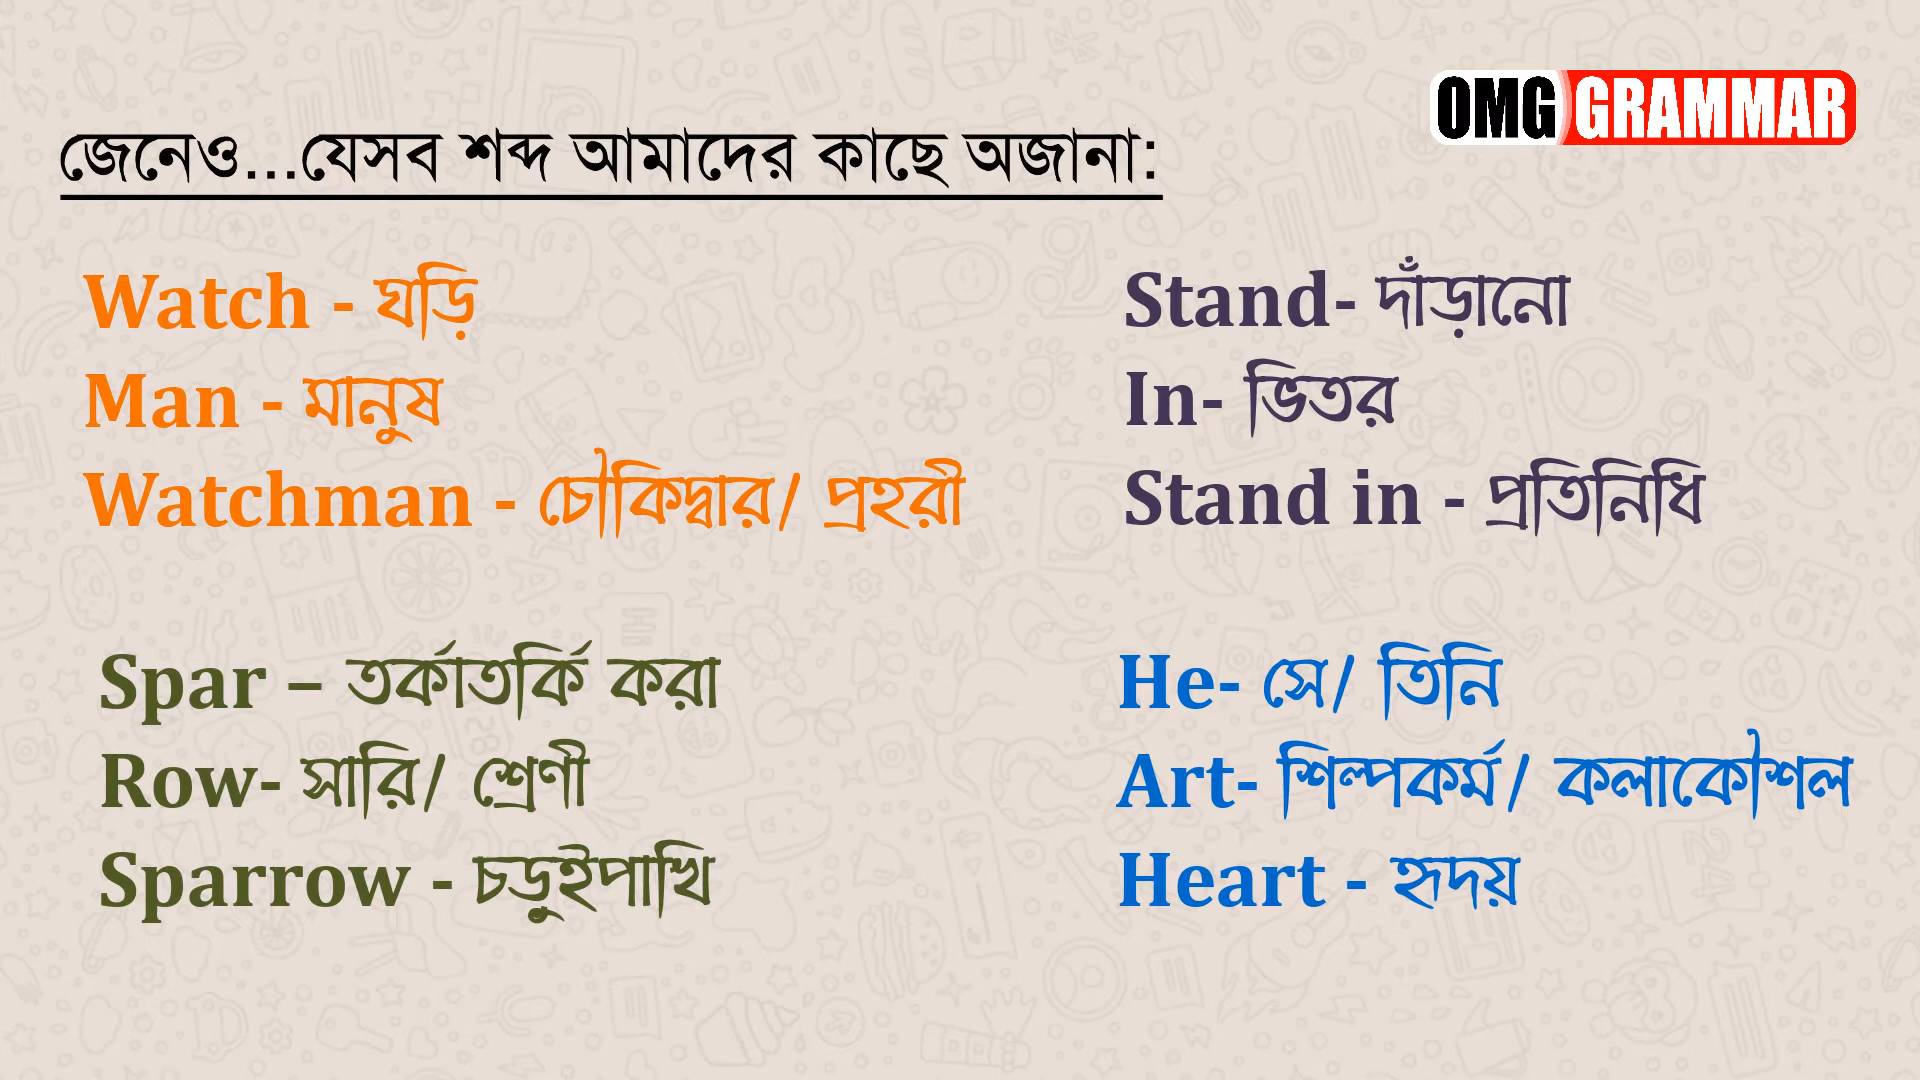 OMG GRAMMAR
জেনেও...যেসব শব্দ আমাদের কাছে অজানা:
Watch - ঘড়ি
Man - মানুষ
Watchman - চৌকিদ্বার/ প্রহরী
Stand- দাঁড়ানো
In- ভিতর
Stand in - প্রতিনিধি
Spar – তর্কাতর্কি করা
Row- সারি/ শ্রেণী
Sparrow - চড়ুইপাখি
He- সে/ তিনি
Art- শিল্পকর্ম/ কলাকৌশল
Heart - হৃদয়